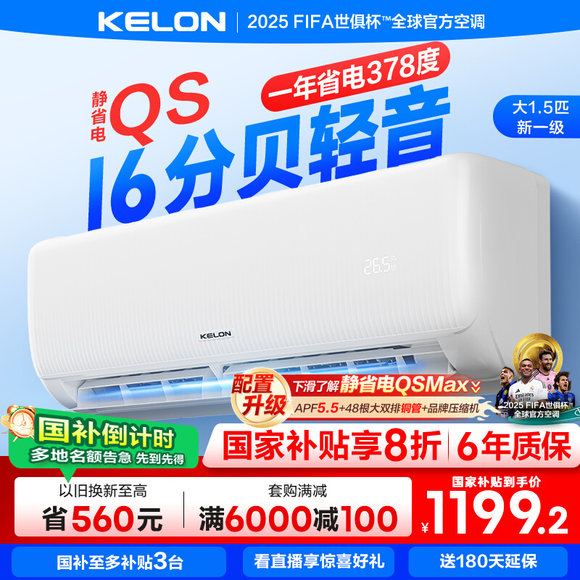 KELON | 2025 FIFA世俱杯™全球官方空调
静省电
QS
一年省电378度
大1.5匹
新一级
16分贝轻音
26.5
KELON
配置升级
下滑了解静省电QSMax
APF5.5+48根大双排铜管+品牌压缩机
2025 FIFA世俱杯
全球官方空调
国补倒计时
多地名额告急 先到先得
国家补贴享8折 | 6年质保
以旧换新至高
省560元
套购满减
满6000减100
国家补贴到手价
¥1199.2
国补至多补贴3台
看直播享惊喜好礼
送180天延保